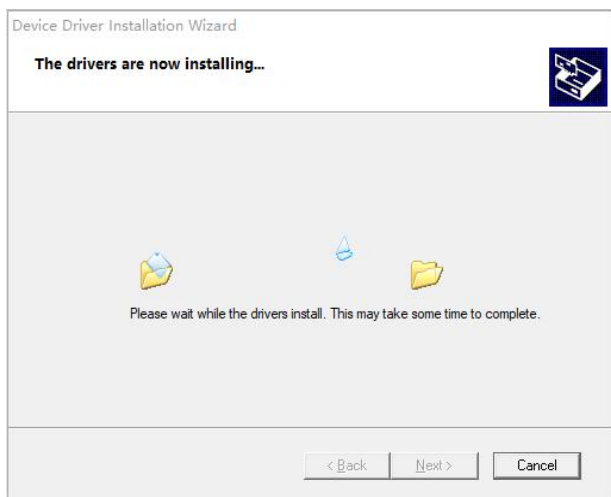 Device Driver Installation Wizard
The drivers are now installing...
Please wait while the drivers install. This may take some time to complete.
< Back
Next >
Cancel